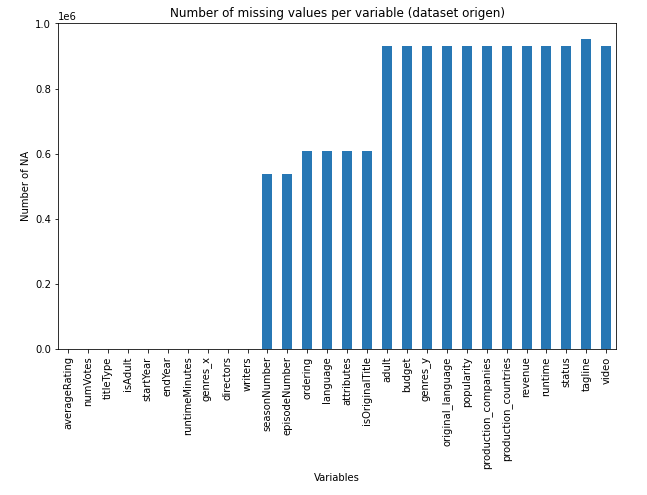 Number of missing values per variable (dataset origen)
1e6
1.0
0.8
0.6
0.4
0.2
0.0
Number of NA
averageRating
numVotes
titleType
isAdult
startYear
endYear
runtimeMinutes
genres_x
directors
writers
seasonNumber
episodeNumber
ordering
language
attributes
isOriginalTitle
adult
budget
genres_y
original_language
popularity
production_companies
production_countries
revenue
runtime
status
tagline
video
Variables